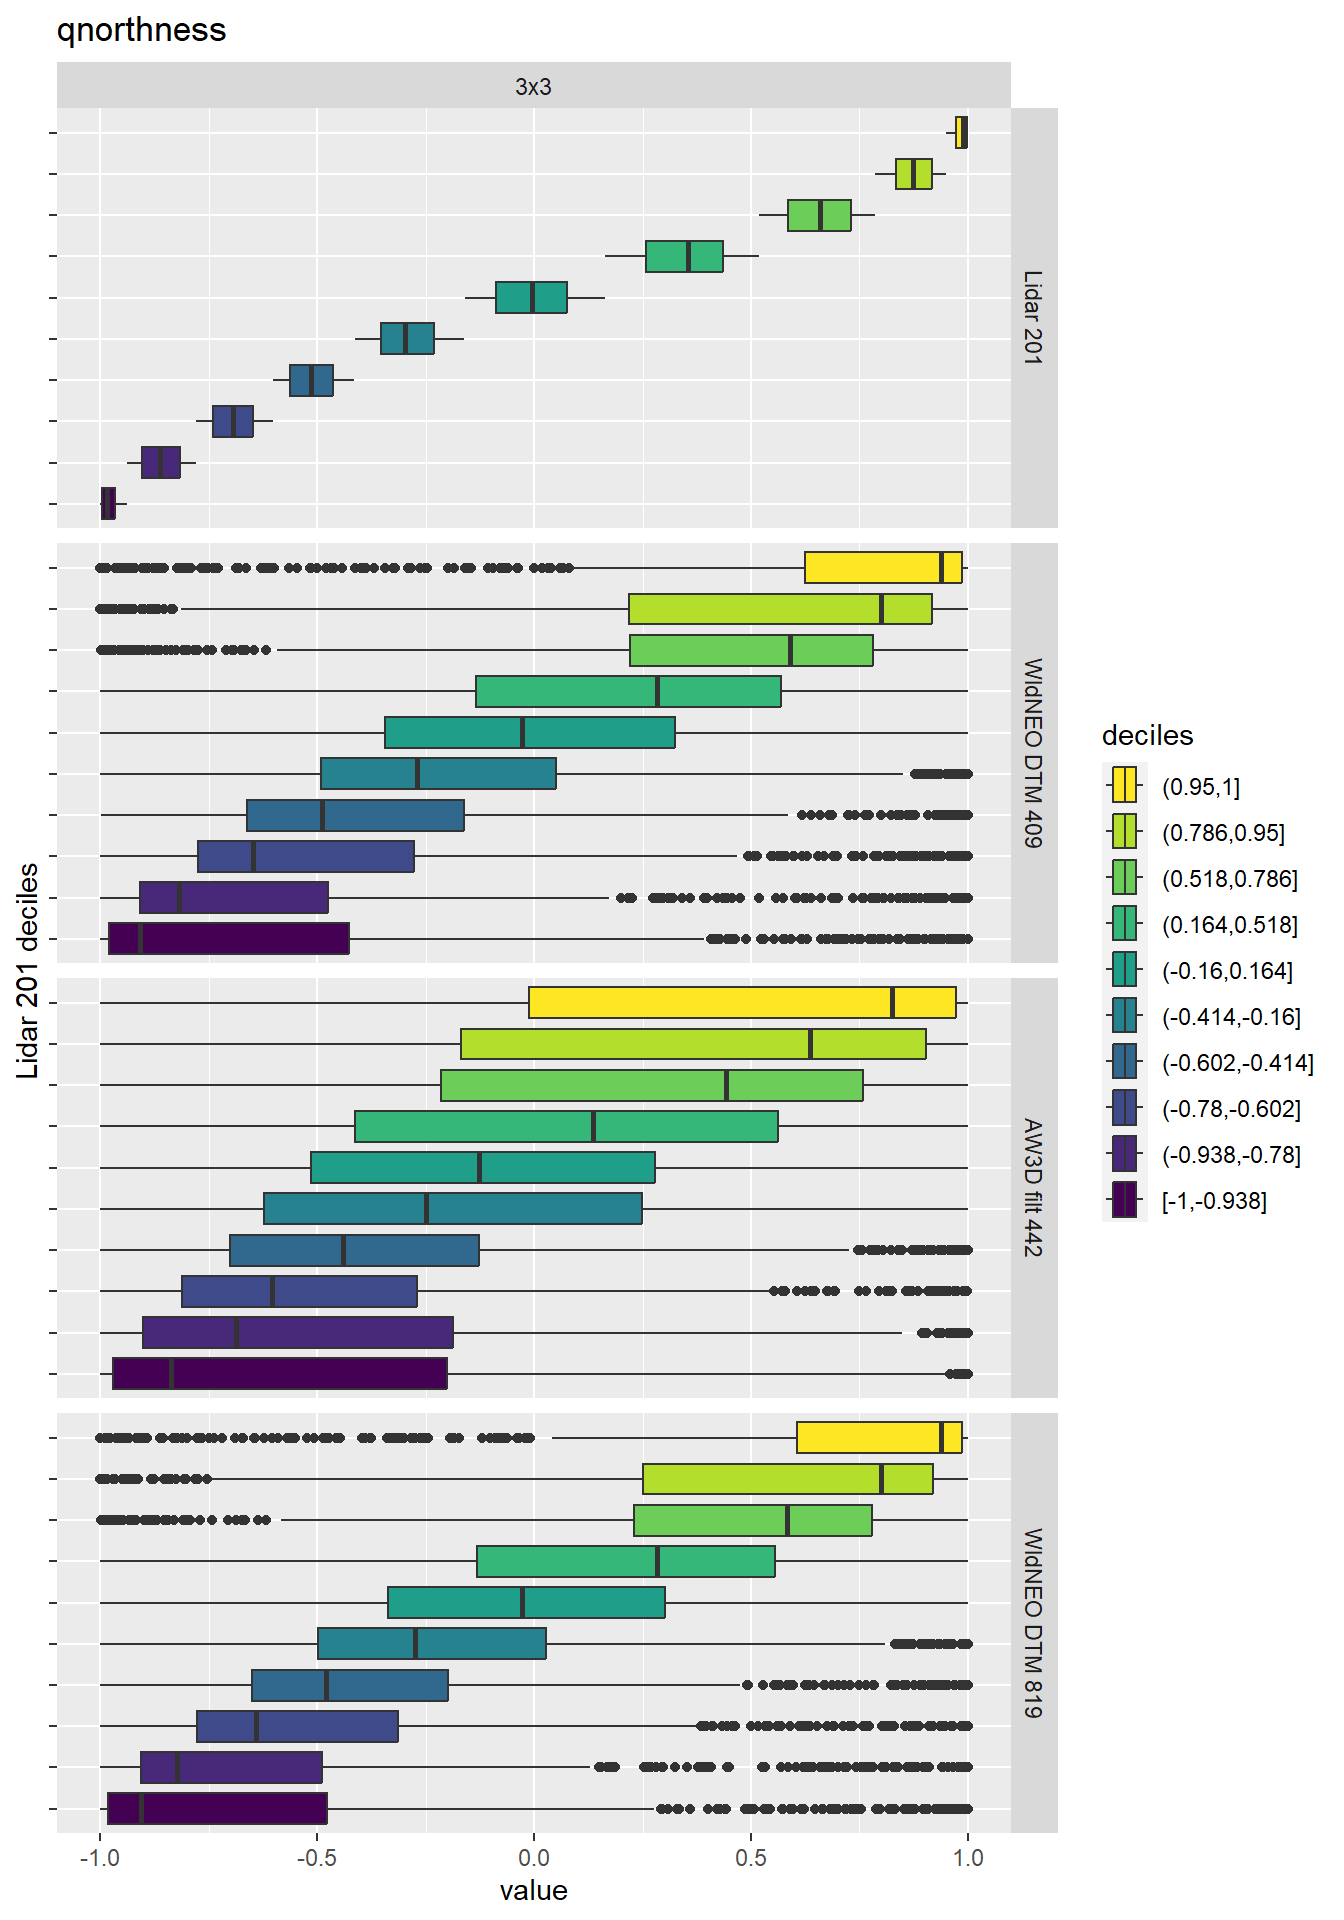 qnorthness
3x3
Lidar 201
WldNEO DTM 409
AW3D filt 442
WldNEO DTM 819
Lidar 201 deciles
-1.0
-0.5
0.0
0.5
1.0
value
deciles
(0.95,1]
(0.786,0.95]
(0.518,0.786]
(0.164,0.518]
(-0.16,0.164]
(-0.414,-0.16]
(-0.602,-0.414]
(-0.78,-0.602]
(-0.938,-0.78]
[-1,-0.938]